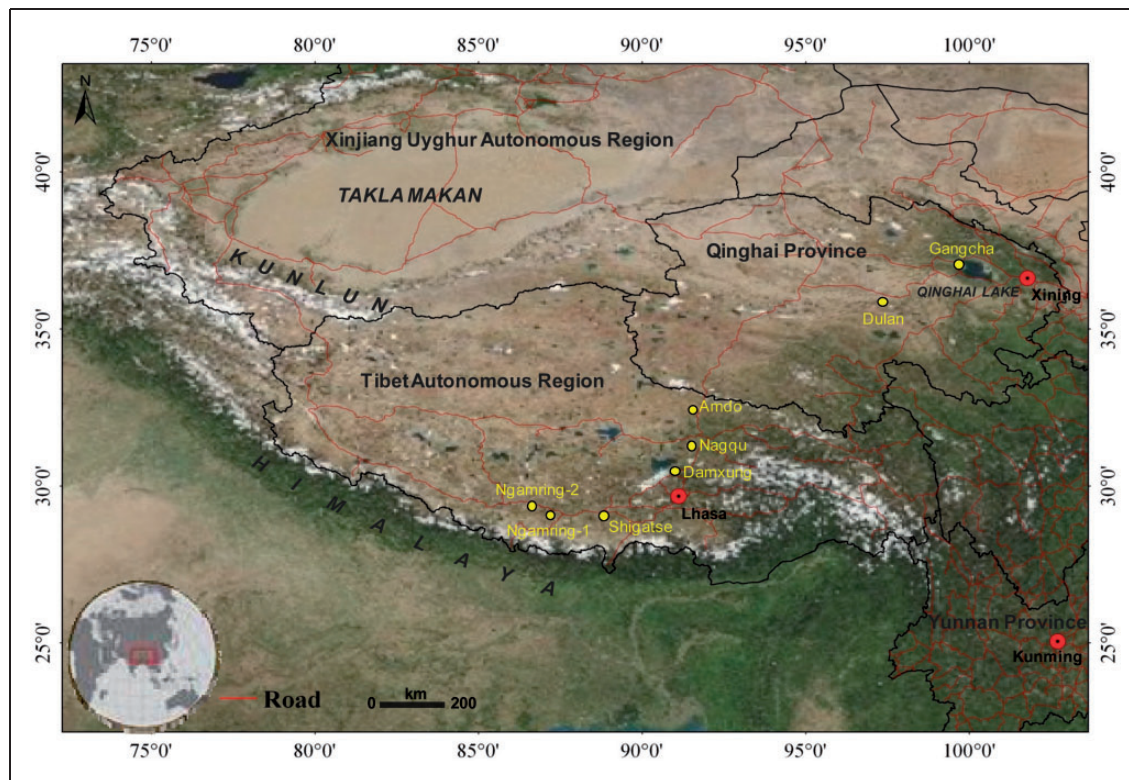 75°0' 80°0' 85°0' 90°0' 95°0' 100°0'
N
Xinjiang Uyghur Autonomous Region
40°0' 40°0'
TAKLAMAKAN
Qinghai Province
Gangcha
KUNLUN
QINGHAI LAKE
Xining
Dulan
35°0' 35°0'
Tibet Autonomous Region
Amdo
Nagqu
Damxung
30°0' 30°0'
Ngamring-2
Lhasa
Ngamring-1
Shigatse
HIMALAYA
Yunnan Province
25°0' 25°0'
Kunming
Road
km
0 200
75°0' 80°0' 85°0' 90°0' 95°0' 100°0'